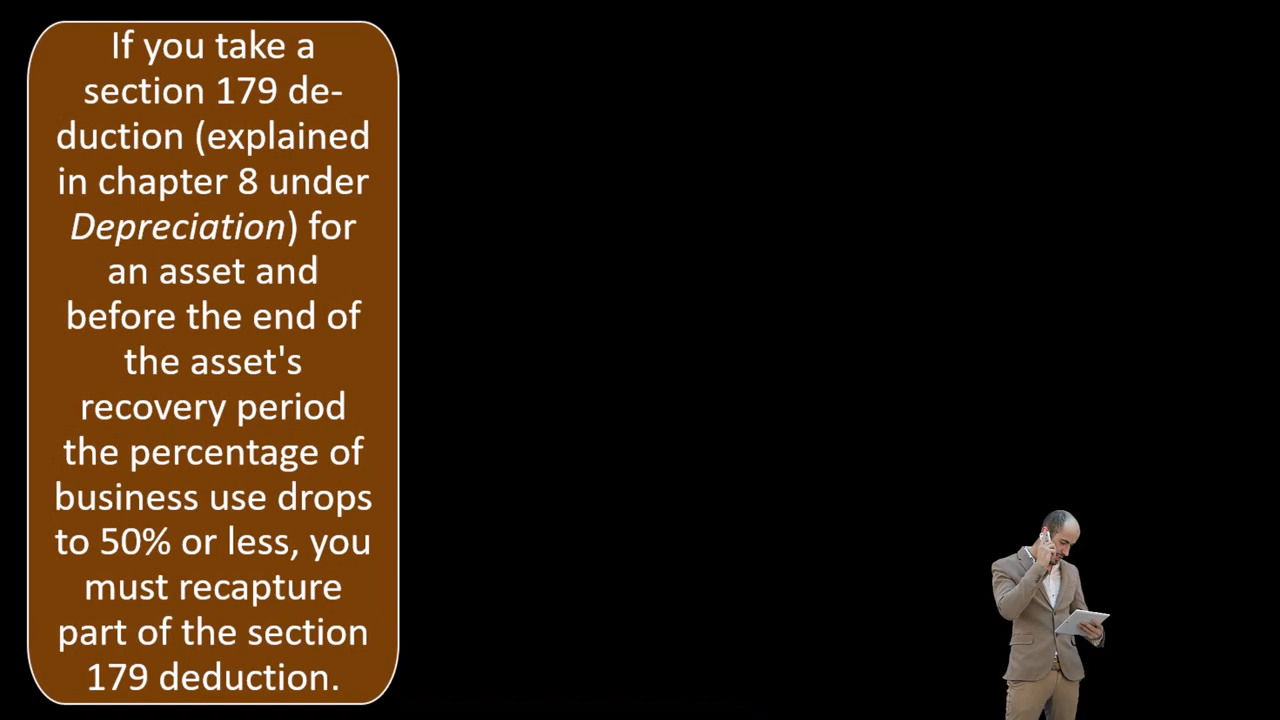 If you take a
section 179 de-
duction (explained
in chapter 8 under
Depreciation) for
an asset and
before the end of
the asset's
recovery period
the percentage of
business use drops
to 50% or less, you
must recapture
part of the section
179 deduction.